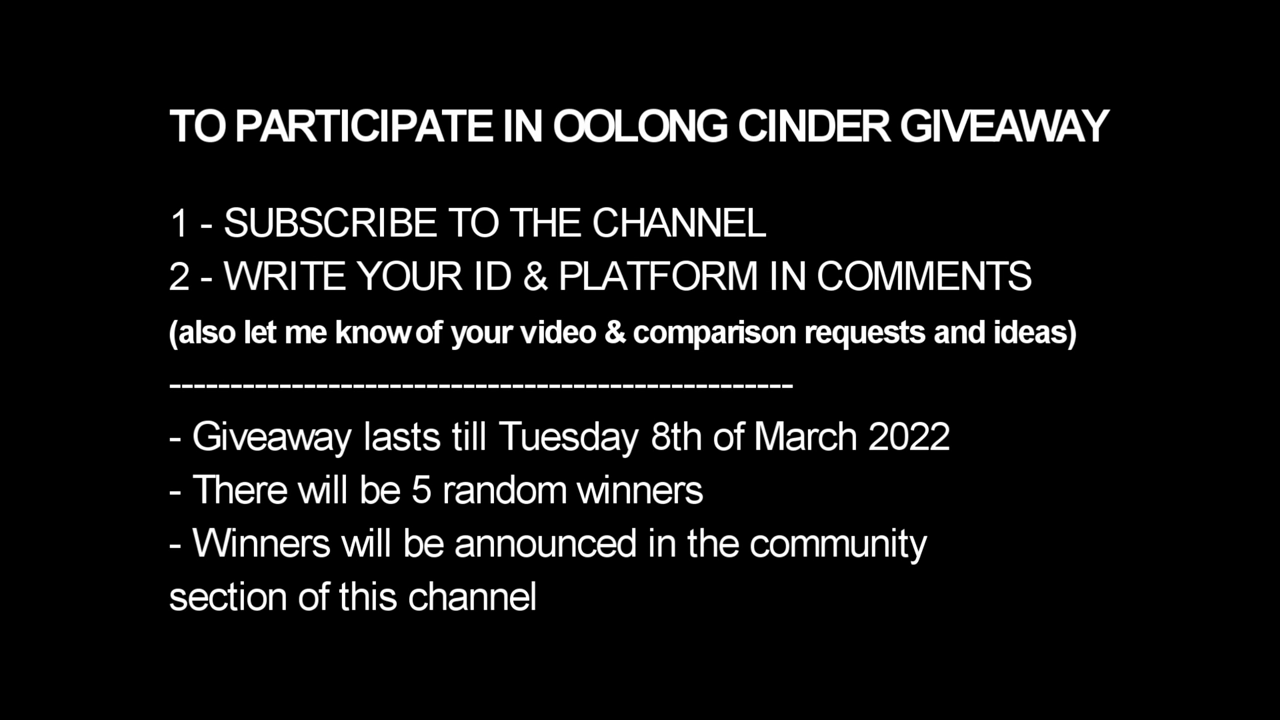 TO PARTICIPATE IN OOLONG CINDER GIVEAWAY
1 - SUBSCRIBE TO THE CHANNEL
2 - WRITE YOUR ID & PLATFORM IN COMMENTS
(also let me know of your video & comparison requests and ideas)
---------------------------------------------------
- Giveaway lasts till Tuesday 8th of March 2022
- There will be 5 random winners
- Winners will be announced in the community
section of this channel